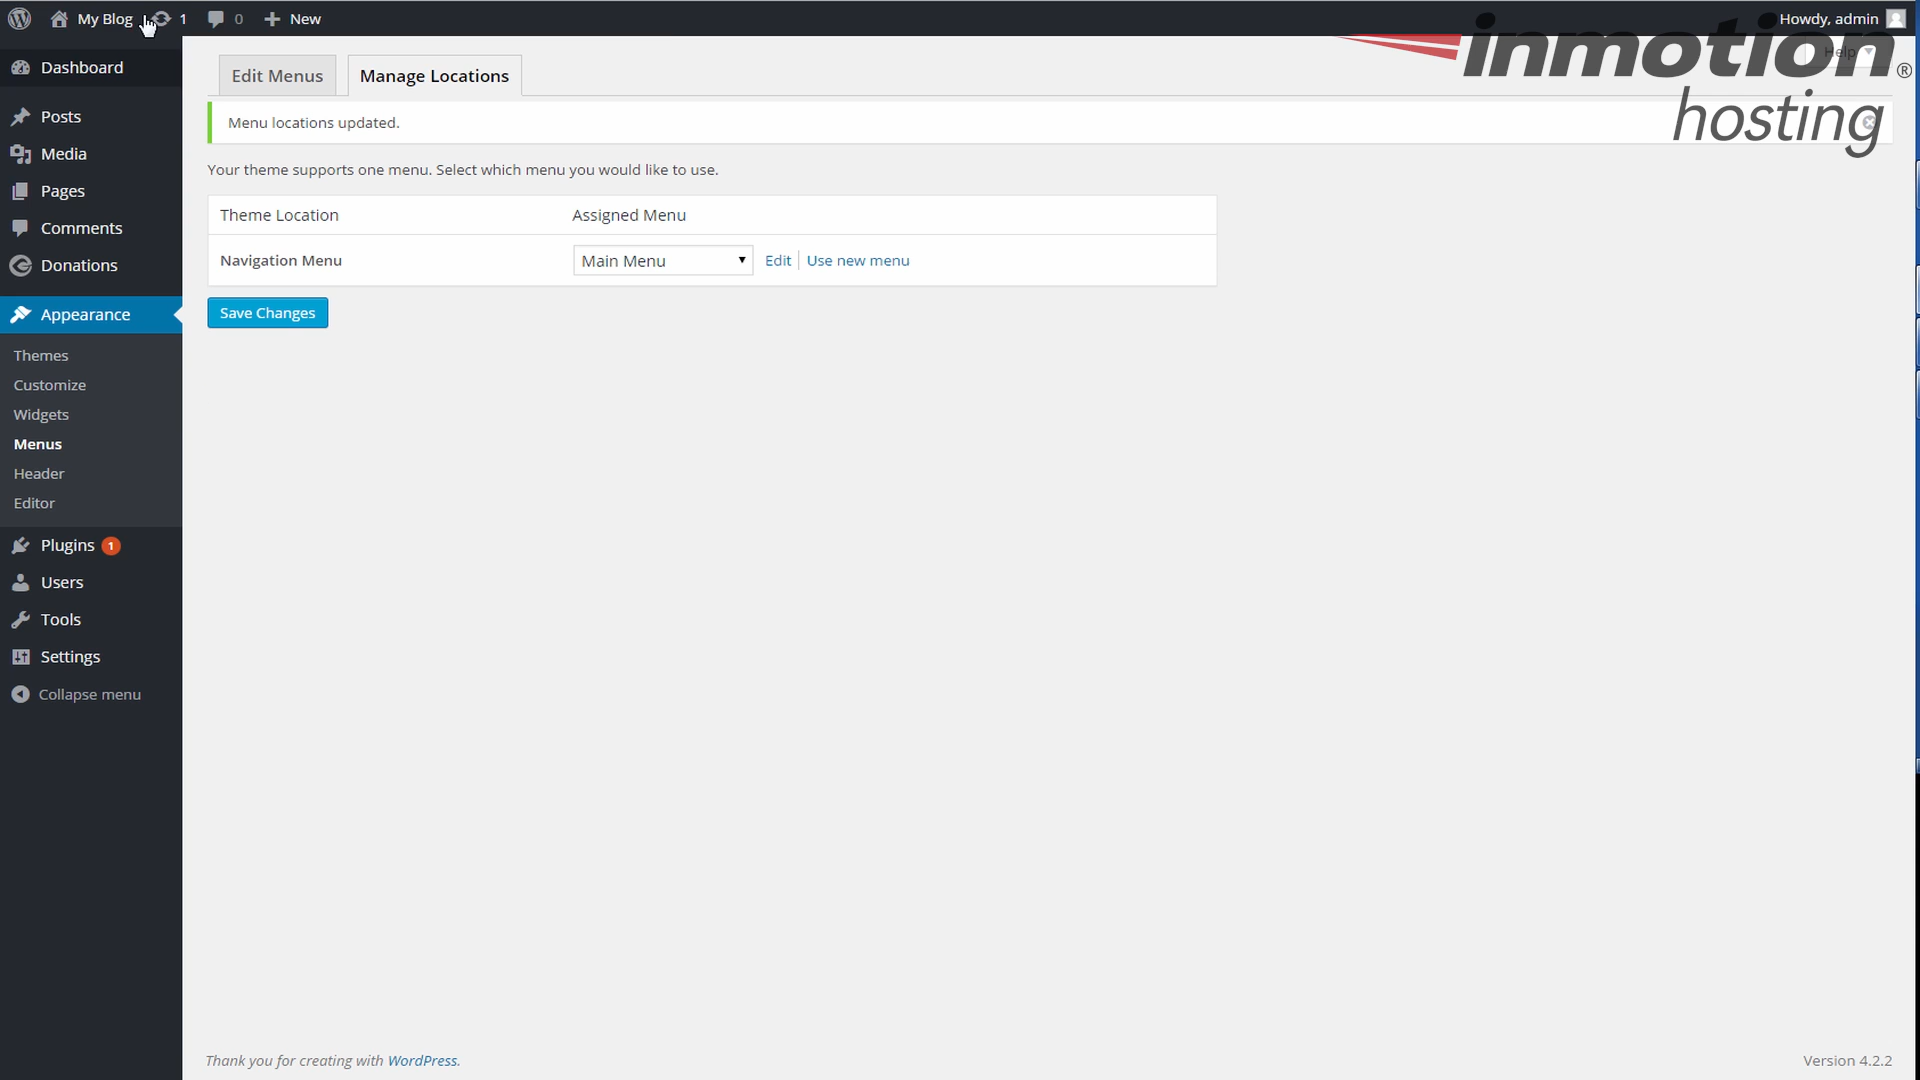 My Blog 1 0 New Howdy, admin
inmotion®
hosting
Help
Dashboard
Posts
Media
Pages
Comments
Donations
Appearance
Themes
Customize
Widgets
Menus
Header
Editor
Plugins 1
Users
Tools
Settings
Collapse menu
Edit Menus Manage Locations
Menu locations updated.
Your theme supports one menu. Select which menu you would like to use.
Theme Location Assigned Menu
Navigation Menu Main Menu Edit Use new menu
Save Changes
Thank you for creating with WordPress. Version 4.2.2